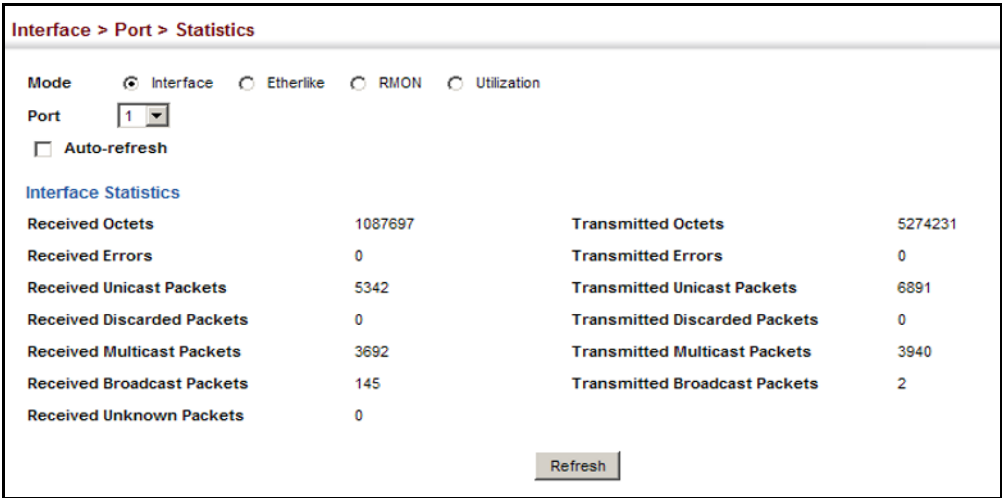 Interface > Port > Statistics
Mode Interface Etherlike RMON Utilization
Port 1
Auto-refresh
Interface Statistics
Received Octets 1087697 Transmitted Octets 5274231
Received Errors 0 Transmitted Errors 0
Received Unicast Packets 5342 Transmitted Unicast Packets 6891
Received Discarded Packets 0 Transmitted Discarded Packets 0
Received Multicast Packets 3692 Transmitted Multicast Packets 3940
Received Broadcast Packets 145 Transmitted Broadcast Packets 2
Received Unknown Packets 0
Refresh